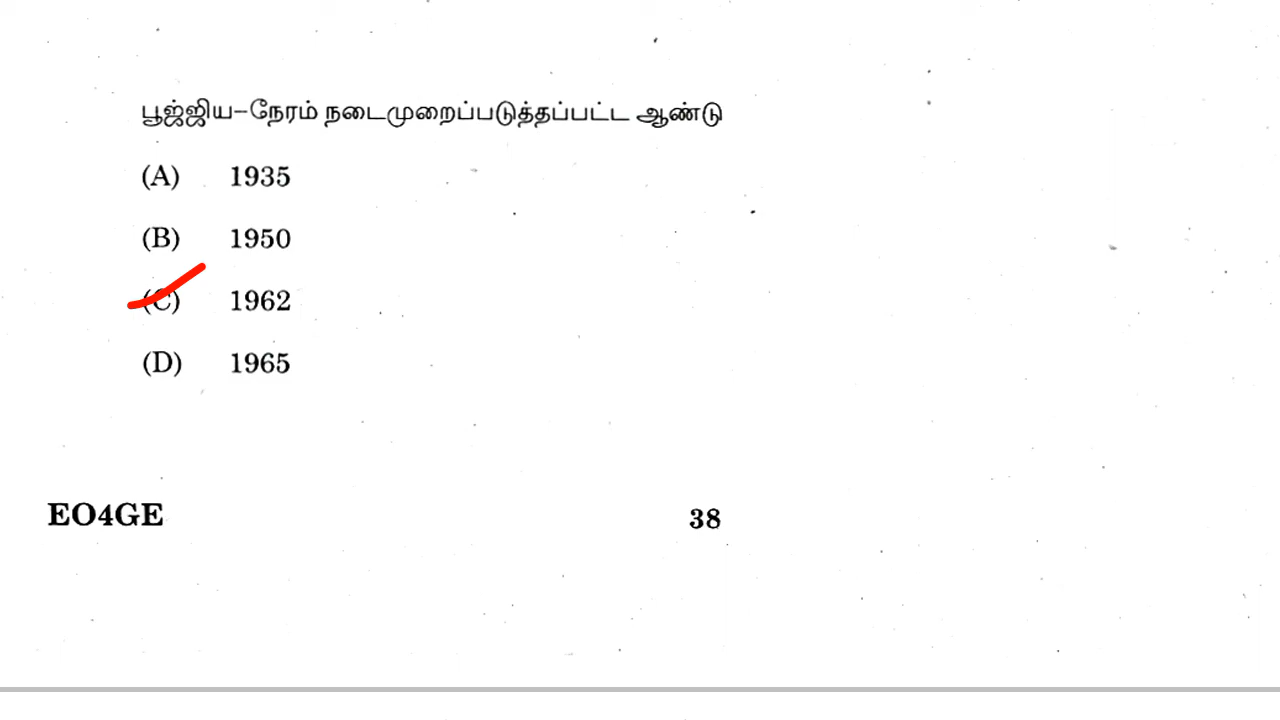 பூஜ்ஜிய–நேரம் நடைமுறைப்படுத்தப்பட்ட ஆண்டு
(A) 1935
(B) 1950
(C) 1962
(D) 1965
EO4GE 38